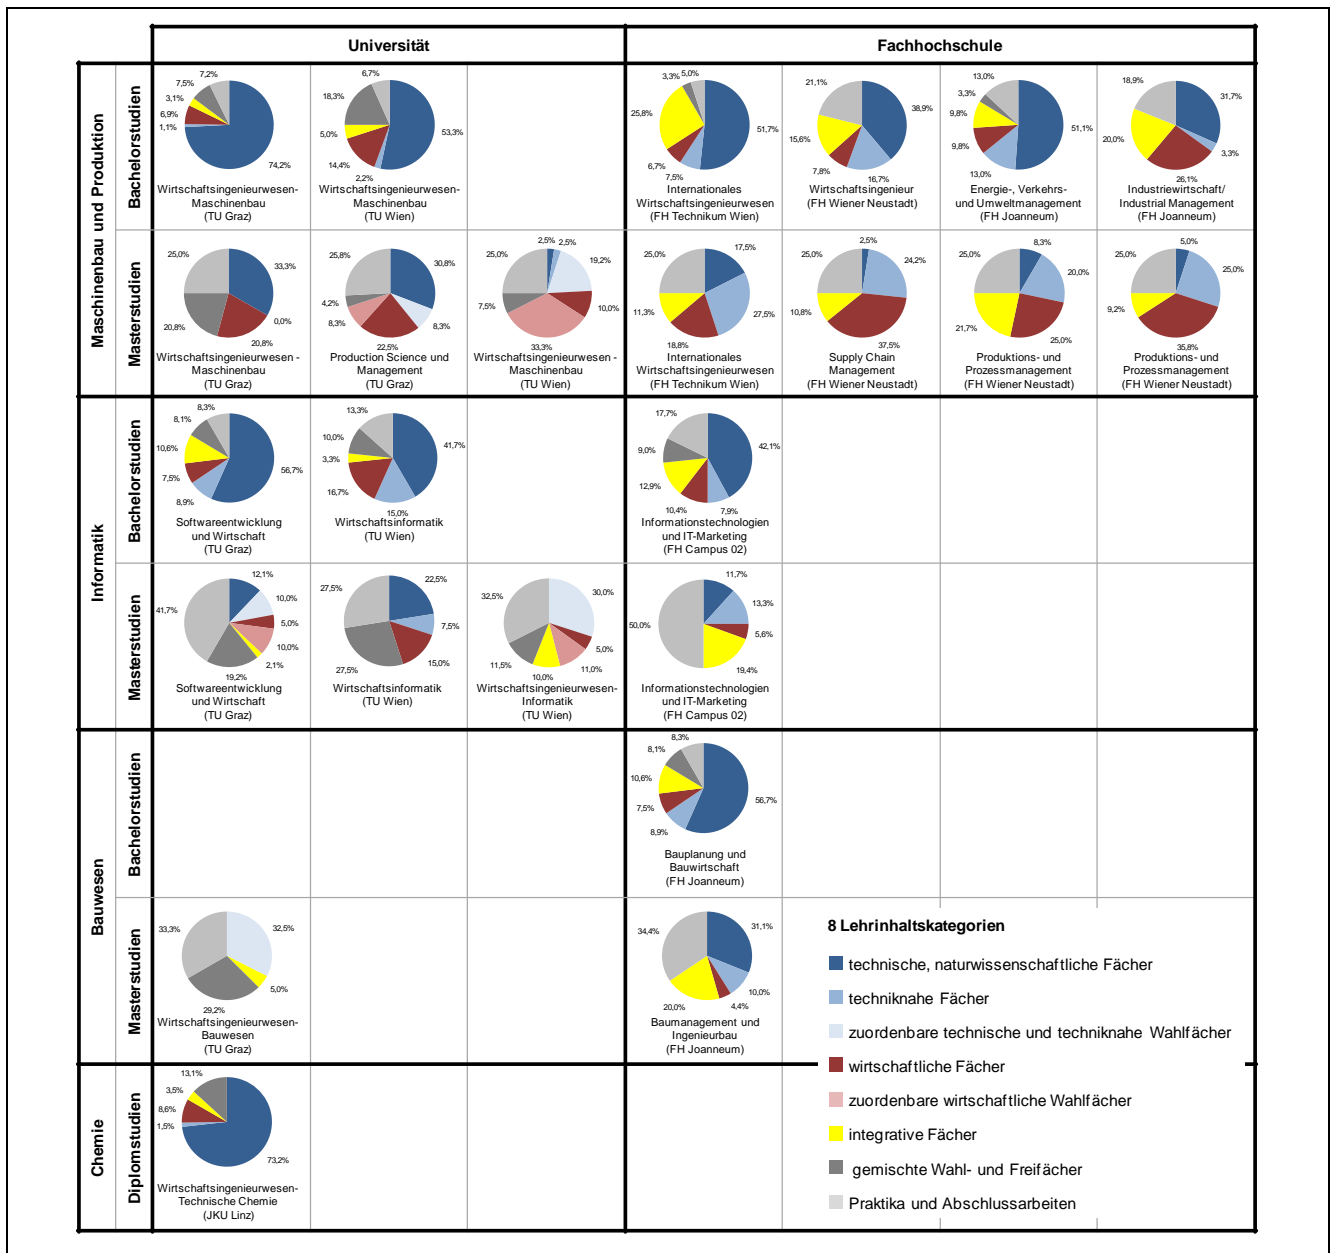 Universität
Fachhochschule
Maschinenbau und Produktion
Bachelorstudien
7,2%
7,5%
3,1%
6,9%
1,1%
74,2%
Wirtschaftsingenieurwesen-
Maschinenbau
(TU Graz)
6,7%
18,3%
5,0%
14,4%
2,2%
53,3%
Wirtschaftsingenieurwesen-
Maschinenbau
(TU Wien)
3,3%
5,0%
25,8%
6,7%
7,5%
51,7%
Internationales
Wirtschaftsingenieurwesen
(FH Technikum Wien)
21,1%
38,9%
15,6%
7,8%
16,7%
Wirtschaftsingenieur
(FH Wiener Neustadt)
13,0%
3,3%
9,8%
9,8%
13,0%
51,1%
Energie-, Verkehrs-
und Umweltmanagement
(FH Joanneum)
18,9%
31,7%
20,0%
3,3%
26,1%
Industriewirtschaft/
Industrial Management
(FH Joanneum)
Masterstudien
25,0%
33,3%
20,8%
0,0%
20,8%
Wirtschaftsingenieurwesen -
Maschinenbau
(TU Graz)
25,8%
30,8%
4,2%
8,3%
8,3%
22,5%
Production Science and
Management
(TU Graz)
2,5%
2,5%
25,0%
19,2%
7,5%
10,0%
33,3%
Wirtschaftsingenieurwesen -
Maschinenbau
(TU Wien)
25,0%
17,5%
11,3%
27,5%
18,8%
Internationales
Wirtschaftsingenieurwesen
(FH Technikum Wien)
25,0%
2,5%
24,2%
10,8%
37,5%
Supply Chain
Management
(FH Wiener Neustadt)
25,0%
8,3%
20,0%
21,7%
25,0%
Produktions- und
Prozessmanagement
(FH Wiener Neustadt)
25,0%
5,0%
25,0%
9,2%
35,8%
Produktions- und
Prozessmanagement
(FH Wiener Neustadt)
Informatik
Bachelorstudien
8,3%
8,1%
10,6%
7,5%
8,9%
56,7%
Softwareentwicklung
und Wirtschaft
(TU Graz)
13,3%
10,0%
3,3%
16,7%
15,0%
41,7%
Wirtschaftsinformatik
(TU Wien)
17,7%
9,0%
12,9%
10,4%
7,9%
42,1%
Informationstechnologien
und IT-Marketing
(FH Campus 02)
Masterstudien
12,1%
10,0%
41,7%
5,0%
10,0%
2,1%
19,2%
Softwareentwicklung
und Wirtschaft
(TU Graz)
27,5%
22,5%
7,5%
15,0%
27,5%
Wirtschaftsinformatik
(TU Wien)
32,5%
30,0%
5,0%
11,0%
10,0%
11,5%
Wirtschaftsingenieurwesen-
Informatik
(TU Wien)
11,7%
13,3%
50,0%
5,6%
19,4%
Informationstechnologien
und IT-Marketing
(FH Campus 02)
Bauwesen
Bachelorstudien
8,3%
8,1%
10,6%
7,5%
8,9%
56,7%
Bauplanung und
Bauwirtschaft
(FH Joanneum)
Masterstudien
33,3%
32,5%
5,0%
29,2%
Wirtschaftsingenieurwesen-
Bauwesen
(TU Graz)
34,4%
31,1%
10,0%
4,4%
20,0%
Baumanagement und
Ingenieurbau
(FH Joanneum)
Chemie
Diplomstudien
13,1%
3,5%
8,6%
1,5%
73,2%
Wirtschaftsingenieurwesen-
Technische Chemie
(JKU Linz)
8 Lehrinhaltskategorien
technische, naturwissenschaftliche Fächer
techniknahe Fächer
zuordenbare technische und techniknahe Wahlfächer
wirtschaftliche Fächer
zuordenbare wirtschaftliche Wahlfächer
integrative Fächer
gemischte Wahl- und Freifächer
Praktika und Abschlussarbeiten